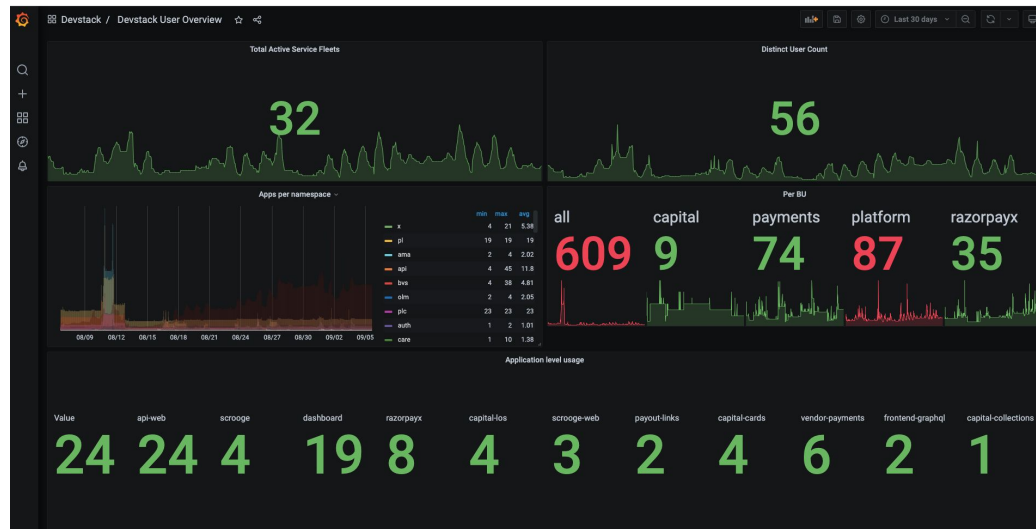 Devstack / Devstack User Overview
Last 30 days
Total Active Service Fleets
32
Distinct User Count
56
Apps per namespace
min max avg
x 4 21 5.38
pl 19 19 19
ama 2 4 2.02
api 4 45 11.8
bvs 4 38 4.81
olm 2 4 2.05
plc 23 23 23
auth 1 2 1.01
care 1 10 1.38
08/09 08/12 08/15 08/18 08/21 08/24 08/27 08/30 09/02 09/05
Per BU
all capital payments platform razorpayx
609 9 74 87 35
Application level usage
Value api-web scrooge dashboard razorpayx capital-los scrooge-web payout-links capital-cards vendor-payments frontend-graphql capital-collections
24 24 4 19 8 4 3 2 4 6 2 1